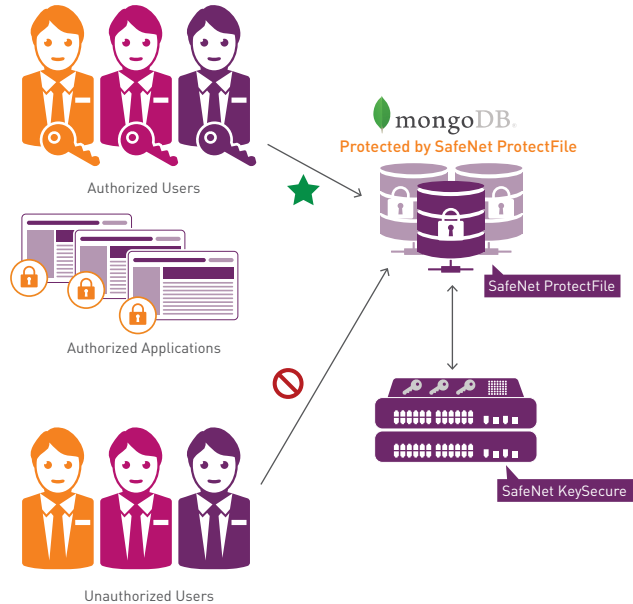 mongoDB®
Protected by SafeNet ProtectFile
Authorized Users
SafeNet ProtectFile
Authorized Applications
SafeNet KeySecure
Unauthorized Users